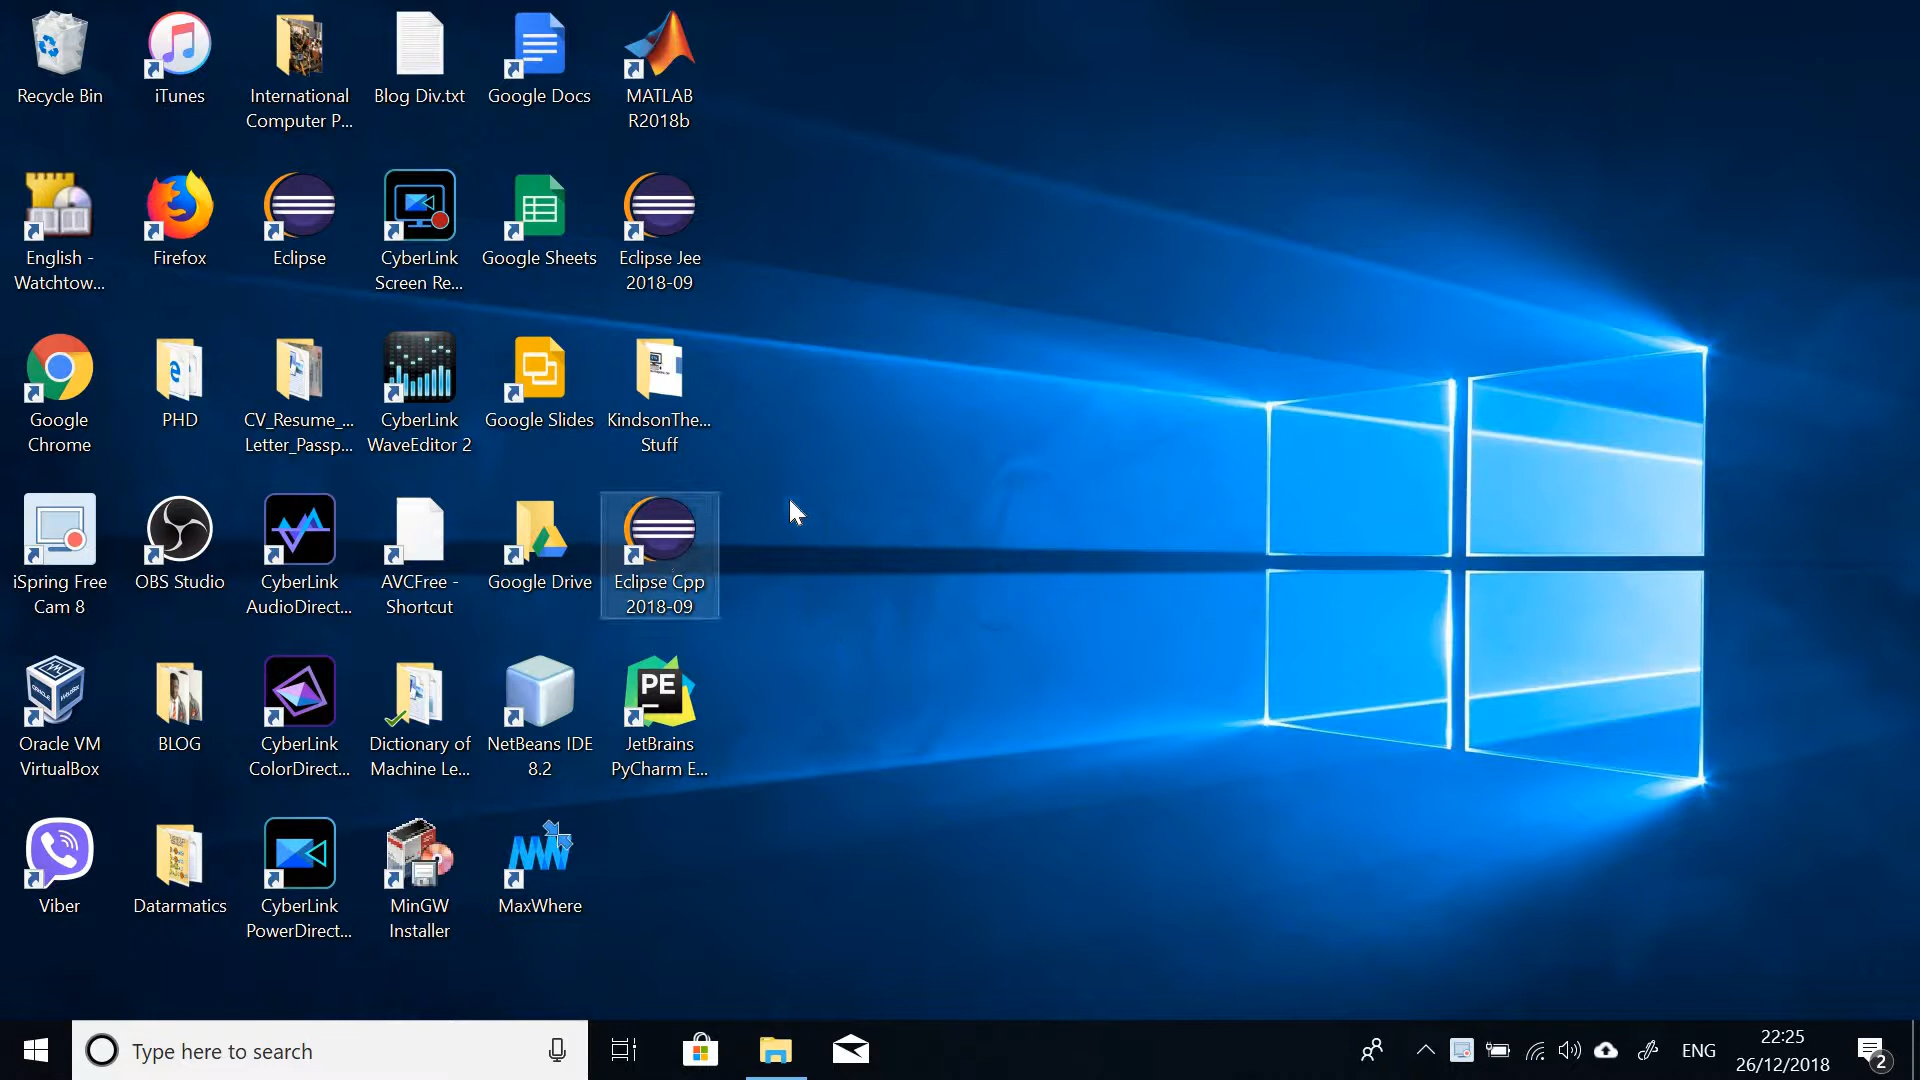 Recycle Bin
iTunes
International
Computer P...
Blog Div.txt
Google Docs
MATLAB
R2018b
English -
Watchtow...
Firefox
Eclipse
CyberLink
Screen Re...
Google Sheets
Eclipse Jee
2018-09
Google
Chrome
PHD
CV_Resume_...
Letter_Passp...
CyberLink
WaveEditor 2
Google Slides
KindsonThe...
Stuff
iSpring Free
Cam 8
OBS Studio
CyberLink
AudioDirect...
AVCFree -
Shortcut
Google Drive
Eclipse Cpp
2018-09
Oracle VM
VirtualBox
BLOG
CyberLink
ColorDirect...
Dictionary of
Machine Le...
NetBeans IDE
8.2
PE
JetBrains
PyCharm E...
Viber
Datarmatics
CyberLink
PowerDirect...
MinGW
Installer
MaxWhere
Type here to search
ENG
22:25
26/12/2018
2